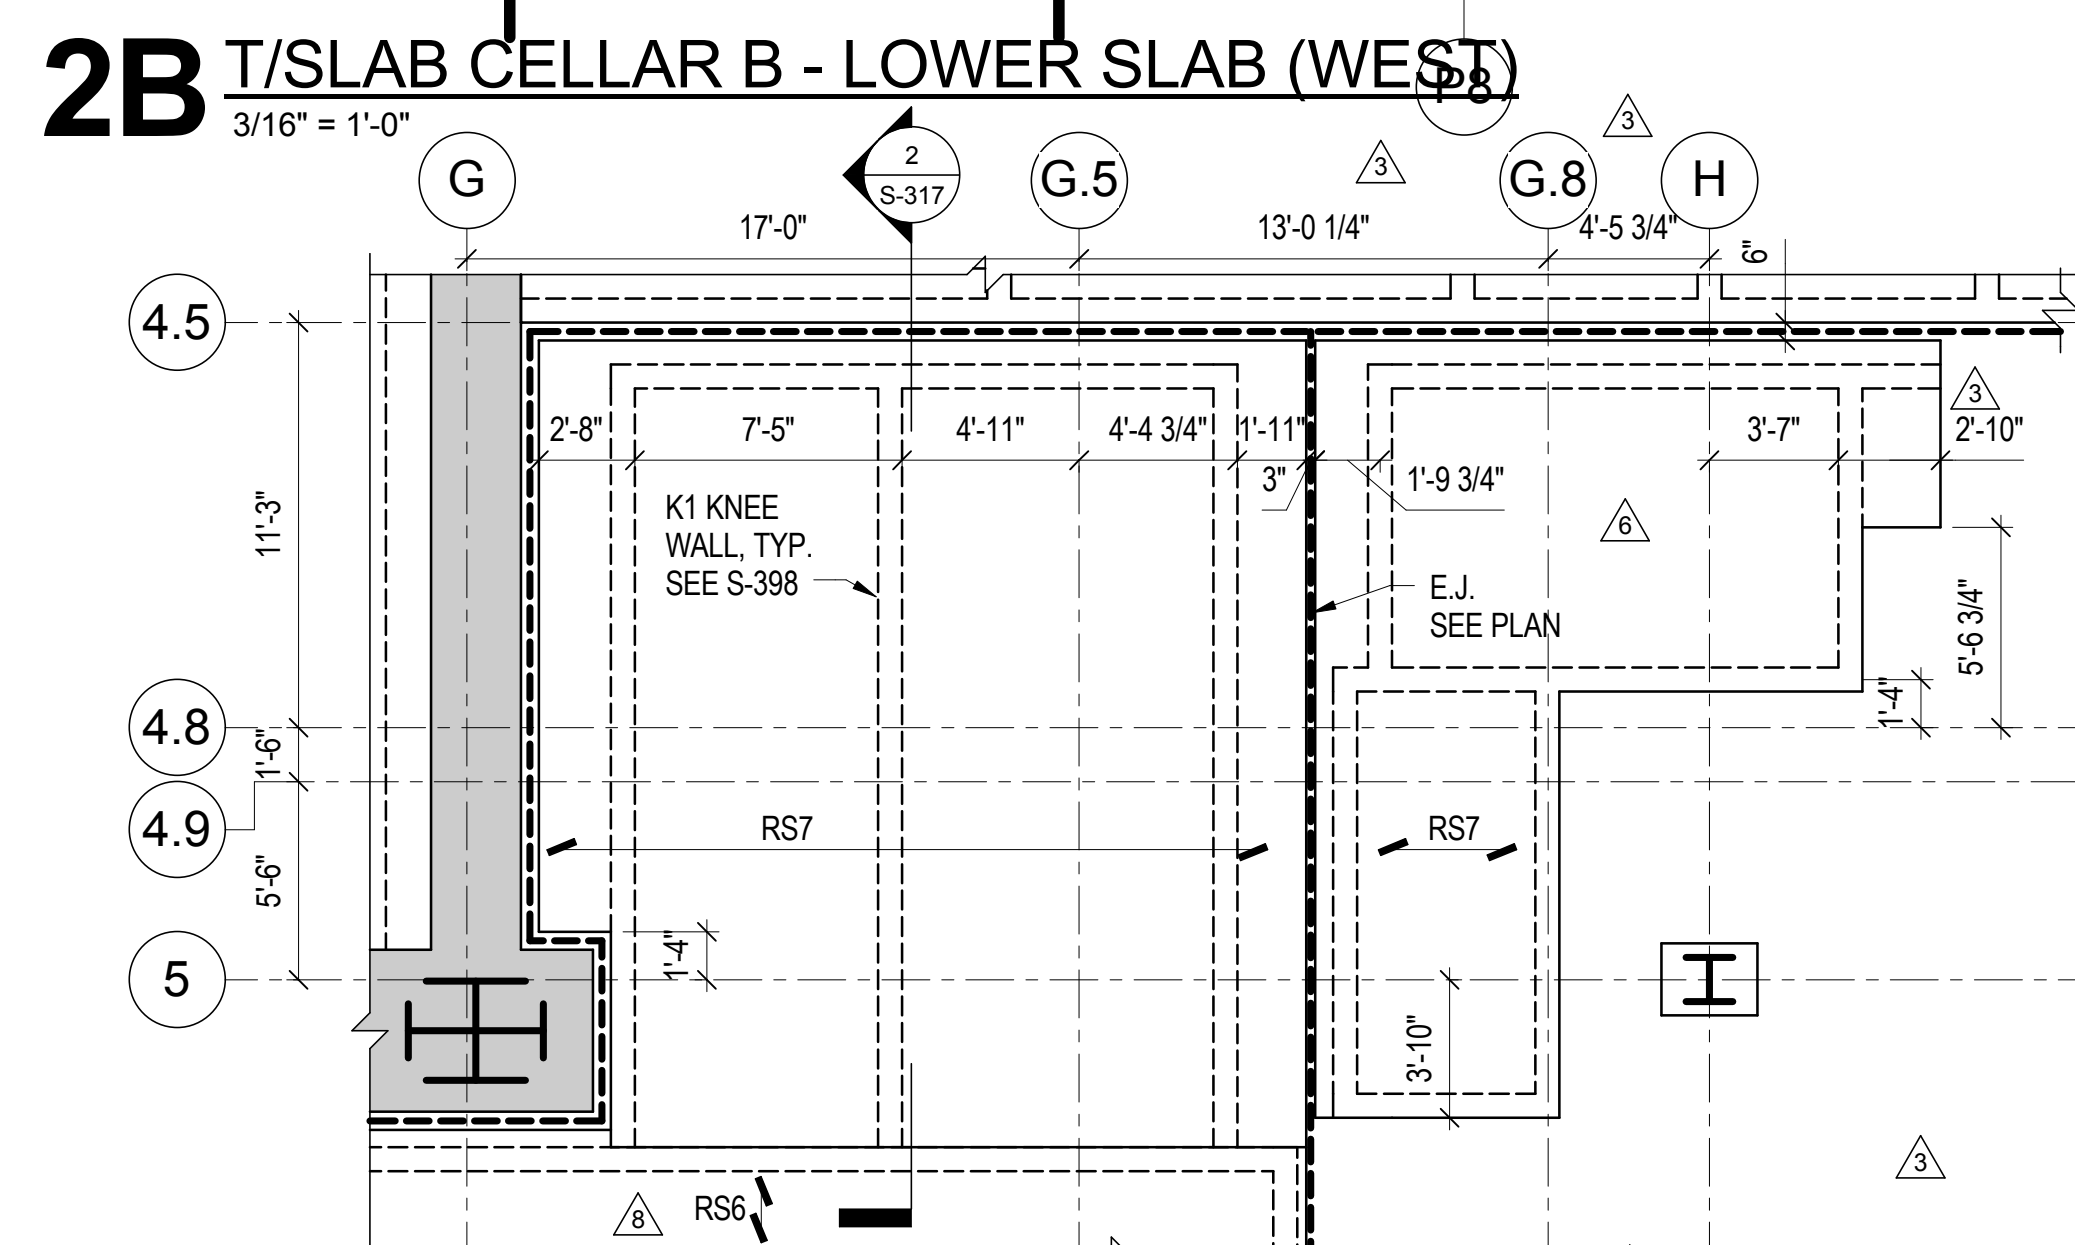 2B T/SLAB CELLAR B - LOWER SLAB (WEST)
P8
3/16" = 1'-0"
3
3
G
2
S-317
G.5
G.8
H
17'-0"
13'-0 1/4"
4'-5 3/4"
6"
4.5
3
2'-8"
7'-5"
4'-11"
4'-4 3/4"
1'-11"
3'-7"
2'-10"
3"
1'-9 3/4"
11'-3"
K1 KNEE
WALL, TYP.
SEE S-398
6
E.J.
SEE PLAN
5'-6 3/4"
1'-4"
4.8
1'-6"
4.9
RS7
RS7
5'-6"
1'-4"
5
3'-10"
3
8
RS6